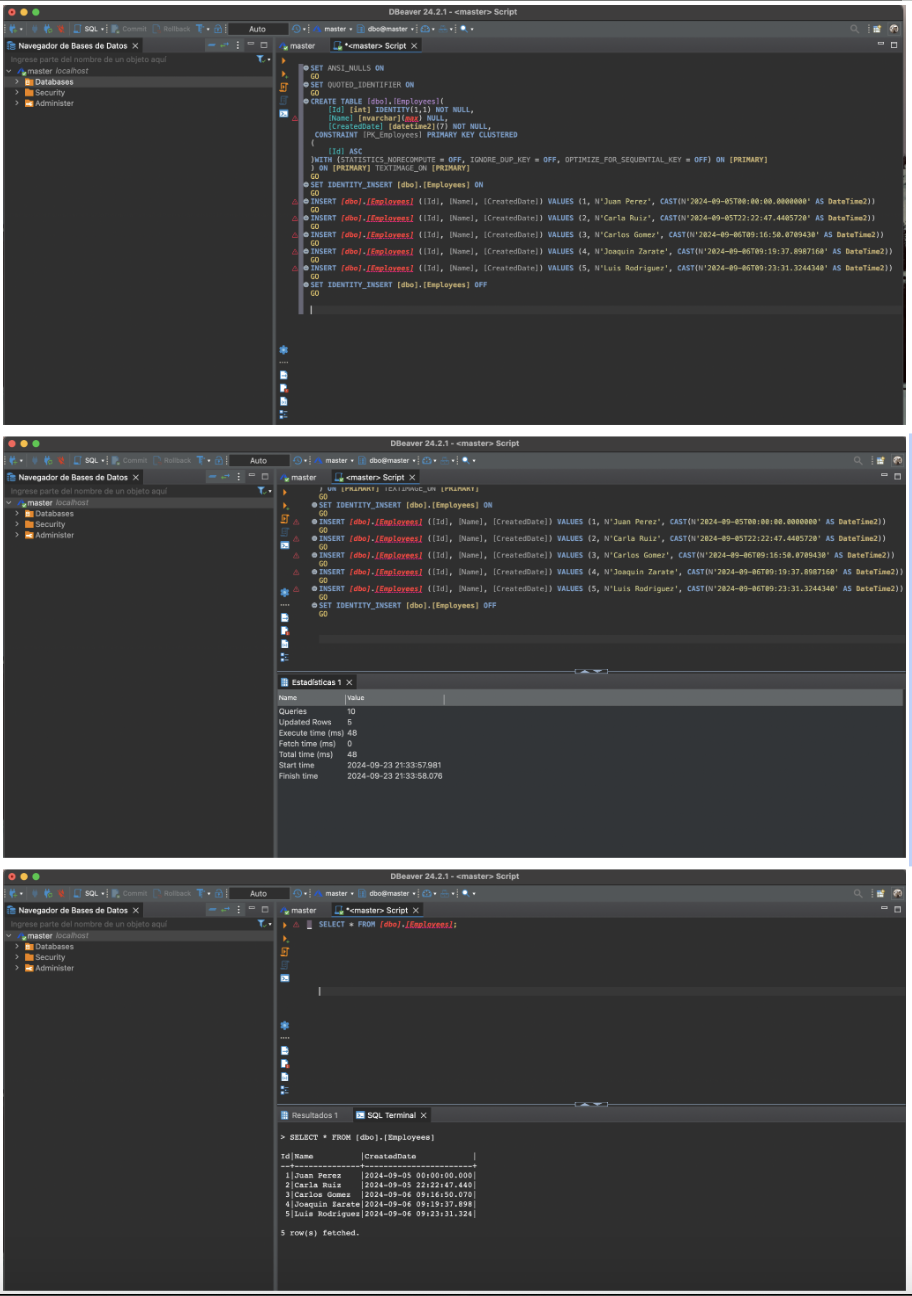 DBeaver 24.2.1 - <master> Script
SQL Commit Rollback T Auto master dbo@master
Navegador de Bases de Datos master *<master> Script
Ingrese parte del nombre de un objeto aquí
master localhost
Databases
Security
Administer
SET ANSI_NULLS ON
GO
SET QUOTED_IDENTIFIER ON
GO
CREATE TABLE [dbo].[Employees](
[Id] [int] IDENTITY(1,1) NOT NULL,
[Name] [nvarchar](max) NULL,
[CreatedDate] [datetime2](7) NOT NULL,
CONSTRAINT [PK_Employees] PRIMARY KEY CLUSTERED
(
[Id] ASC
)WITH (STATISTICS_NORECOMPUTE = OFF, IGNORE_DUP_KEY = OFF, OPTIMIZE_FOR_SEQUENTIAL_KEY = OFF) ON [PRIMARY]
) ON [PRIMARY] TEXTIMAGE_ON [PRIMARY]
GO
SET IDENTITY_INSERT [dbo].[Employees] ON
GO
INSERT [dbo].[Employees] ([Id], [Name], [CreatedDate]) VALUES (1, N'Juan Perez', CAST(N'2024-09-05T00:00:00.0000000' AS DateTime2))
GO
INSERT [dbo].[Employees] ([Id], [Name], [CreatedDate]) VALUES (2, N'Carla Ruiz', CAST(N'2024-09-05T22:22:47.4405720' AS DateTime2))
GO
INSERT [dbo].[Employees] ([Id], [Name], [CreatedDate]) VALUES (3, N'Carlos Gomez', CAST(N'2024-09-06T09:16:50.0709430' AS DateTime2))
GO
INSERT [dbo].[Employees] ([Id], [Name], [CreatedDate]) VALUES (4, N'Joaquin Zarate', CAST(N'2024-09-06T09:19:37.8987160' AS DateTime2))
GO
INSERT [dbo].[Employees] ([Id], [Name], [CreatedDate]) VALUES (5, N'Luis Rodriguez', CAST(N'2024-09-06T09:23:31.3244340' AS DateTime2))
GO
SET IDENTITY_INSERT [dbo].[Employees] OFF
GO
DBeaver 24.2.1 - <master> Script
SQL Commit Rollback T Auto master dbo@master
Navegador de Bases de Datos master <master> Script
Ingrese parte del nombre de un objeto aquí
master localhost
Databases
Security
Administer
) ON [PRIMARY] TEXTIMAGE_ON [PRIMARY]
GO
SET IDENTITY_INSERT [dbo].[Employees] ON
GO
INSERT [dbo].[Employees] ([Id], [Name], [CreatedDate]) VALUES (1, N'Juan Perez', CAST(N'2024-09-05T00:00:00.0000000' AS DateTime2))
GO
INSERT [dbo].[Employees] ([Id], [Name], [CreatedDate]) VALUES (2, N'Carla Ruiz', CAST(N'2024-09-05T22:22:47.4405720' AS DateTime2))
GO
INSERT [dbo].[Employees] ([Id], [Name], [CreatedDate]) VALUES (3, N'Carlos Gomez', CAST(N'2024-09-06T09:16:50.0709430' AS DateTime2))
GO
INSERT [dbo].[Employees] ([Id], [Name], [CreatedDate]) VALUES (4, N'Joaquin Zarate', CAST(N'2024-09-06T09:19:37.8987160' AS DateTime2))
GO
INSERT [dbo].[Employees] ([Id], [Name], [CreatedDate]) VALUES (5, N'Luis Rodriguez', CAST(N'2024-09-06T09:23:31.3244340' AS DateTime2))
GO
SET IDENTITY_INSERT [dbo].[Employees] OFF
GO
Estadísticas 1
Name Value
Queries 10
Updated Rows 5
Execute time (ms) 48
Fetch time (ms) 0
Total time (ms) 48
Start time 2024-09-23 21:33:57.981
Finish time 2024-09-23 21:33:58.076
DBeaver 24.2.1 - <master> Script
SQL Commit Rollback T Auto master dbo@master
Navegador de Bases de Datos master *<master> Script
Ingrese parte del nombre de un objeto aquí
master localhost
Databases
Security
Administer
SELECT * FROM [dbo].[Employees];
Resultados 1 SQL Terminal
> SELECT * FROM [dbo].[Employees]
Id|Name |CreatedDate |
--+--------------+-----------------------+
1|Juan Perez |2024-09-05 00:00:00.000|
2|Carla Ruiz |2024-09-05 22:22:47.440|
3|Carlos Gomez |2024-09-06 09:16:50.070|
4|Joaquin Zarate|2024-09-06 09:19:37.898|
5|Luis Rodriguez|2024-09-06 09:23:31.324|
5 row(s) fetched.